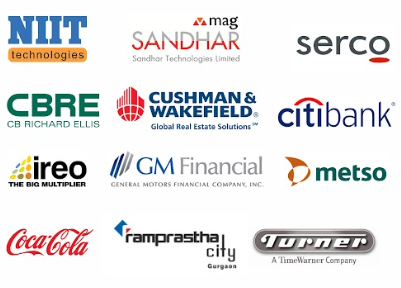 NIIT
technologies
mag
SANDHAR
Sandhar Technologies Limited
serco
CBRE
CB RICHARD ELLIS
CUSHMAN &
WAKEFIELD®
Global Real Estate Solutions℠
citibank®
ireo
THE BIG MULTIPLIER
GM Financial
GENERAL MOTORS FINANCIAL COMPANY, INC.
metso
Coca-Cola
ramprastha
city
Gurgaon
Turner
A TimeWarner Company